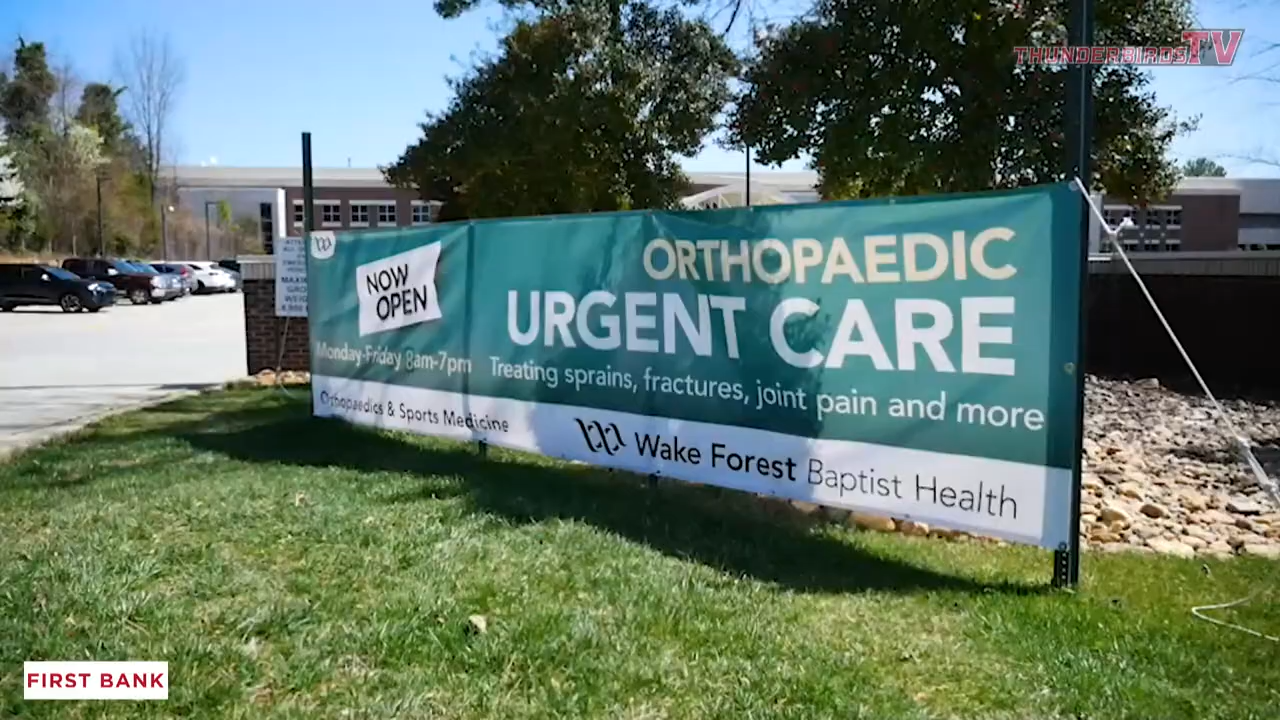 THUNDERBIRDSTV
NOW
OPEN
Monday-Friday 8am-7pm
Orthopaedics & Sports Medicine
ORTHOPAEDIC
URGENT CARE
Treating sprains, fractures, joint pain and more
Wake Forest Baptist Health
FIRST BANK